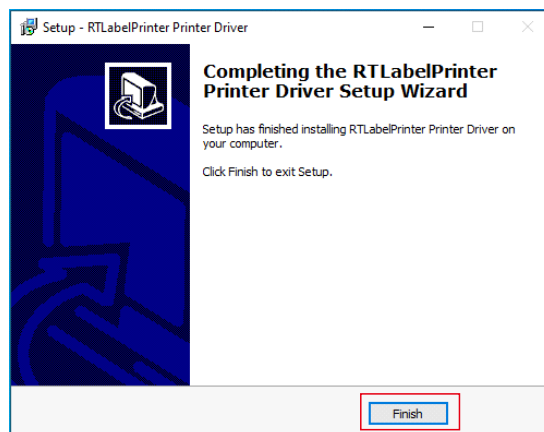 Setup - RTLabelPrinter Printer Driver
Completing the RTLabelPrinter
Printer Driver Setup Wizard
Setup has finished installing RTLabelPrinter Printer Driver on
your computer.
Click Finish to exit Setup.
Finish